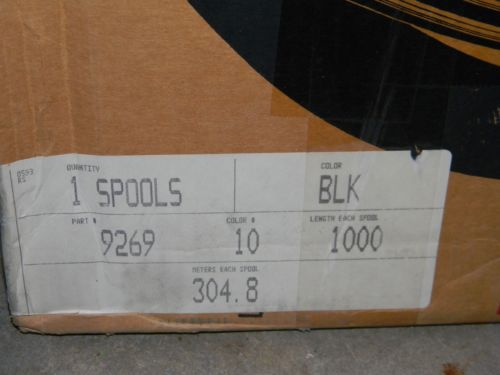 0593
RS
QUANTITY COLOR
1 SPOOLS BLK
PART # COLOR # LENGTH EACH SPOOL
9269 10 1000
METERS EACH SPOOL
304.8